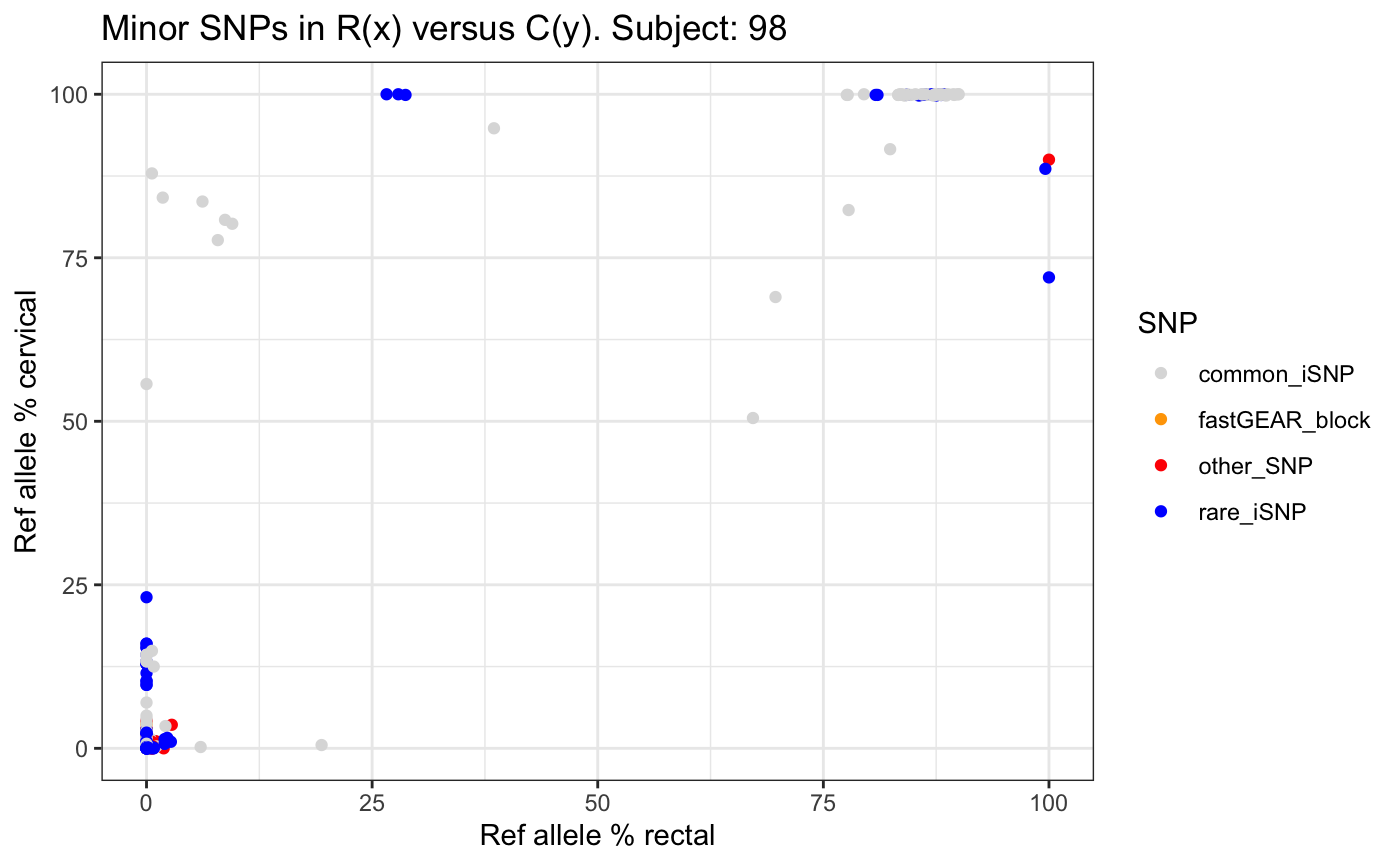 Minor SNPs in R(x) versus C(y). Subject: 98
100
75
50
25
0
Ref allele % cervical
0 25 50 75 100
Ref allele % rectal
SNP
common_iSNP
fastGEAR_block
other_SNP
rare_iSNP